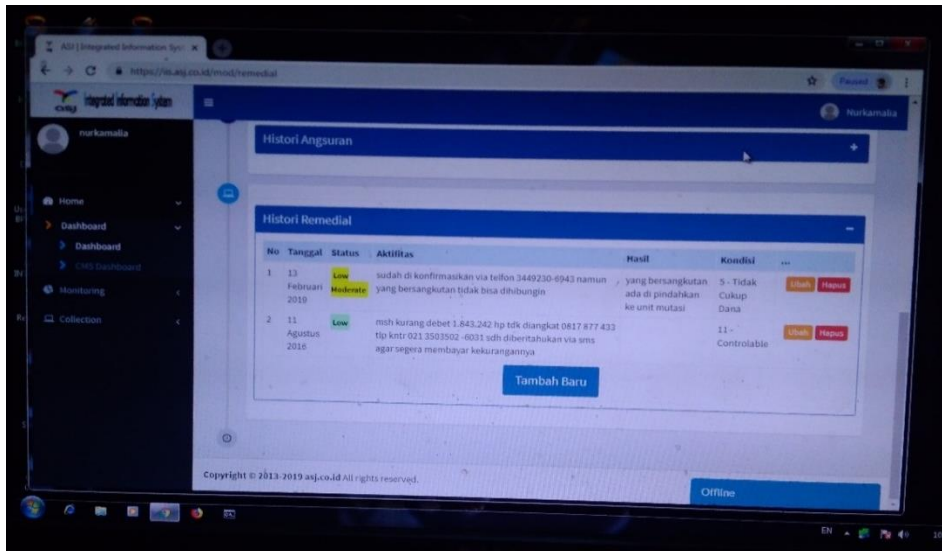 ASJ | Integrated Information Syst
https://iis.asj.co.id/mod/remedial
Paused
asj Integrated Information System
Nurkamalia
nurkamalia
Home
Dashboard
Dashboard
CMS Dashboard
Monitoring
Collection
Histori Angsuran
Histori Remedial
No Tanggal Status Aktifitas Hasil Kondisi ...
1 13 Februari 2019 Low Moderate sudah di konfirmasikan via telfon 3449230-6943 namun
yang bersangkutan tidak bisa dihibungin
yang bersangkutan
ada di pindahkan
ke unit mutasi
5 - Tidak
Cukup
Dana
Ubah Hapus
2 11 Agustus 2016 Low msh kurang debet 1.843.242 hp tdk diangkat 0817 877 433
tlp kntr 021 3503502 -6031 sdh diberitahukan via sms
agar segera membayar kekurangannya
11 -
Controlable
Ubah Hapus
Tambah Baru
Copyright © 2013-2019 asj.co.id All rights reserved.
Offline
EN